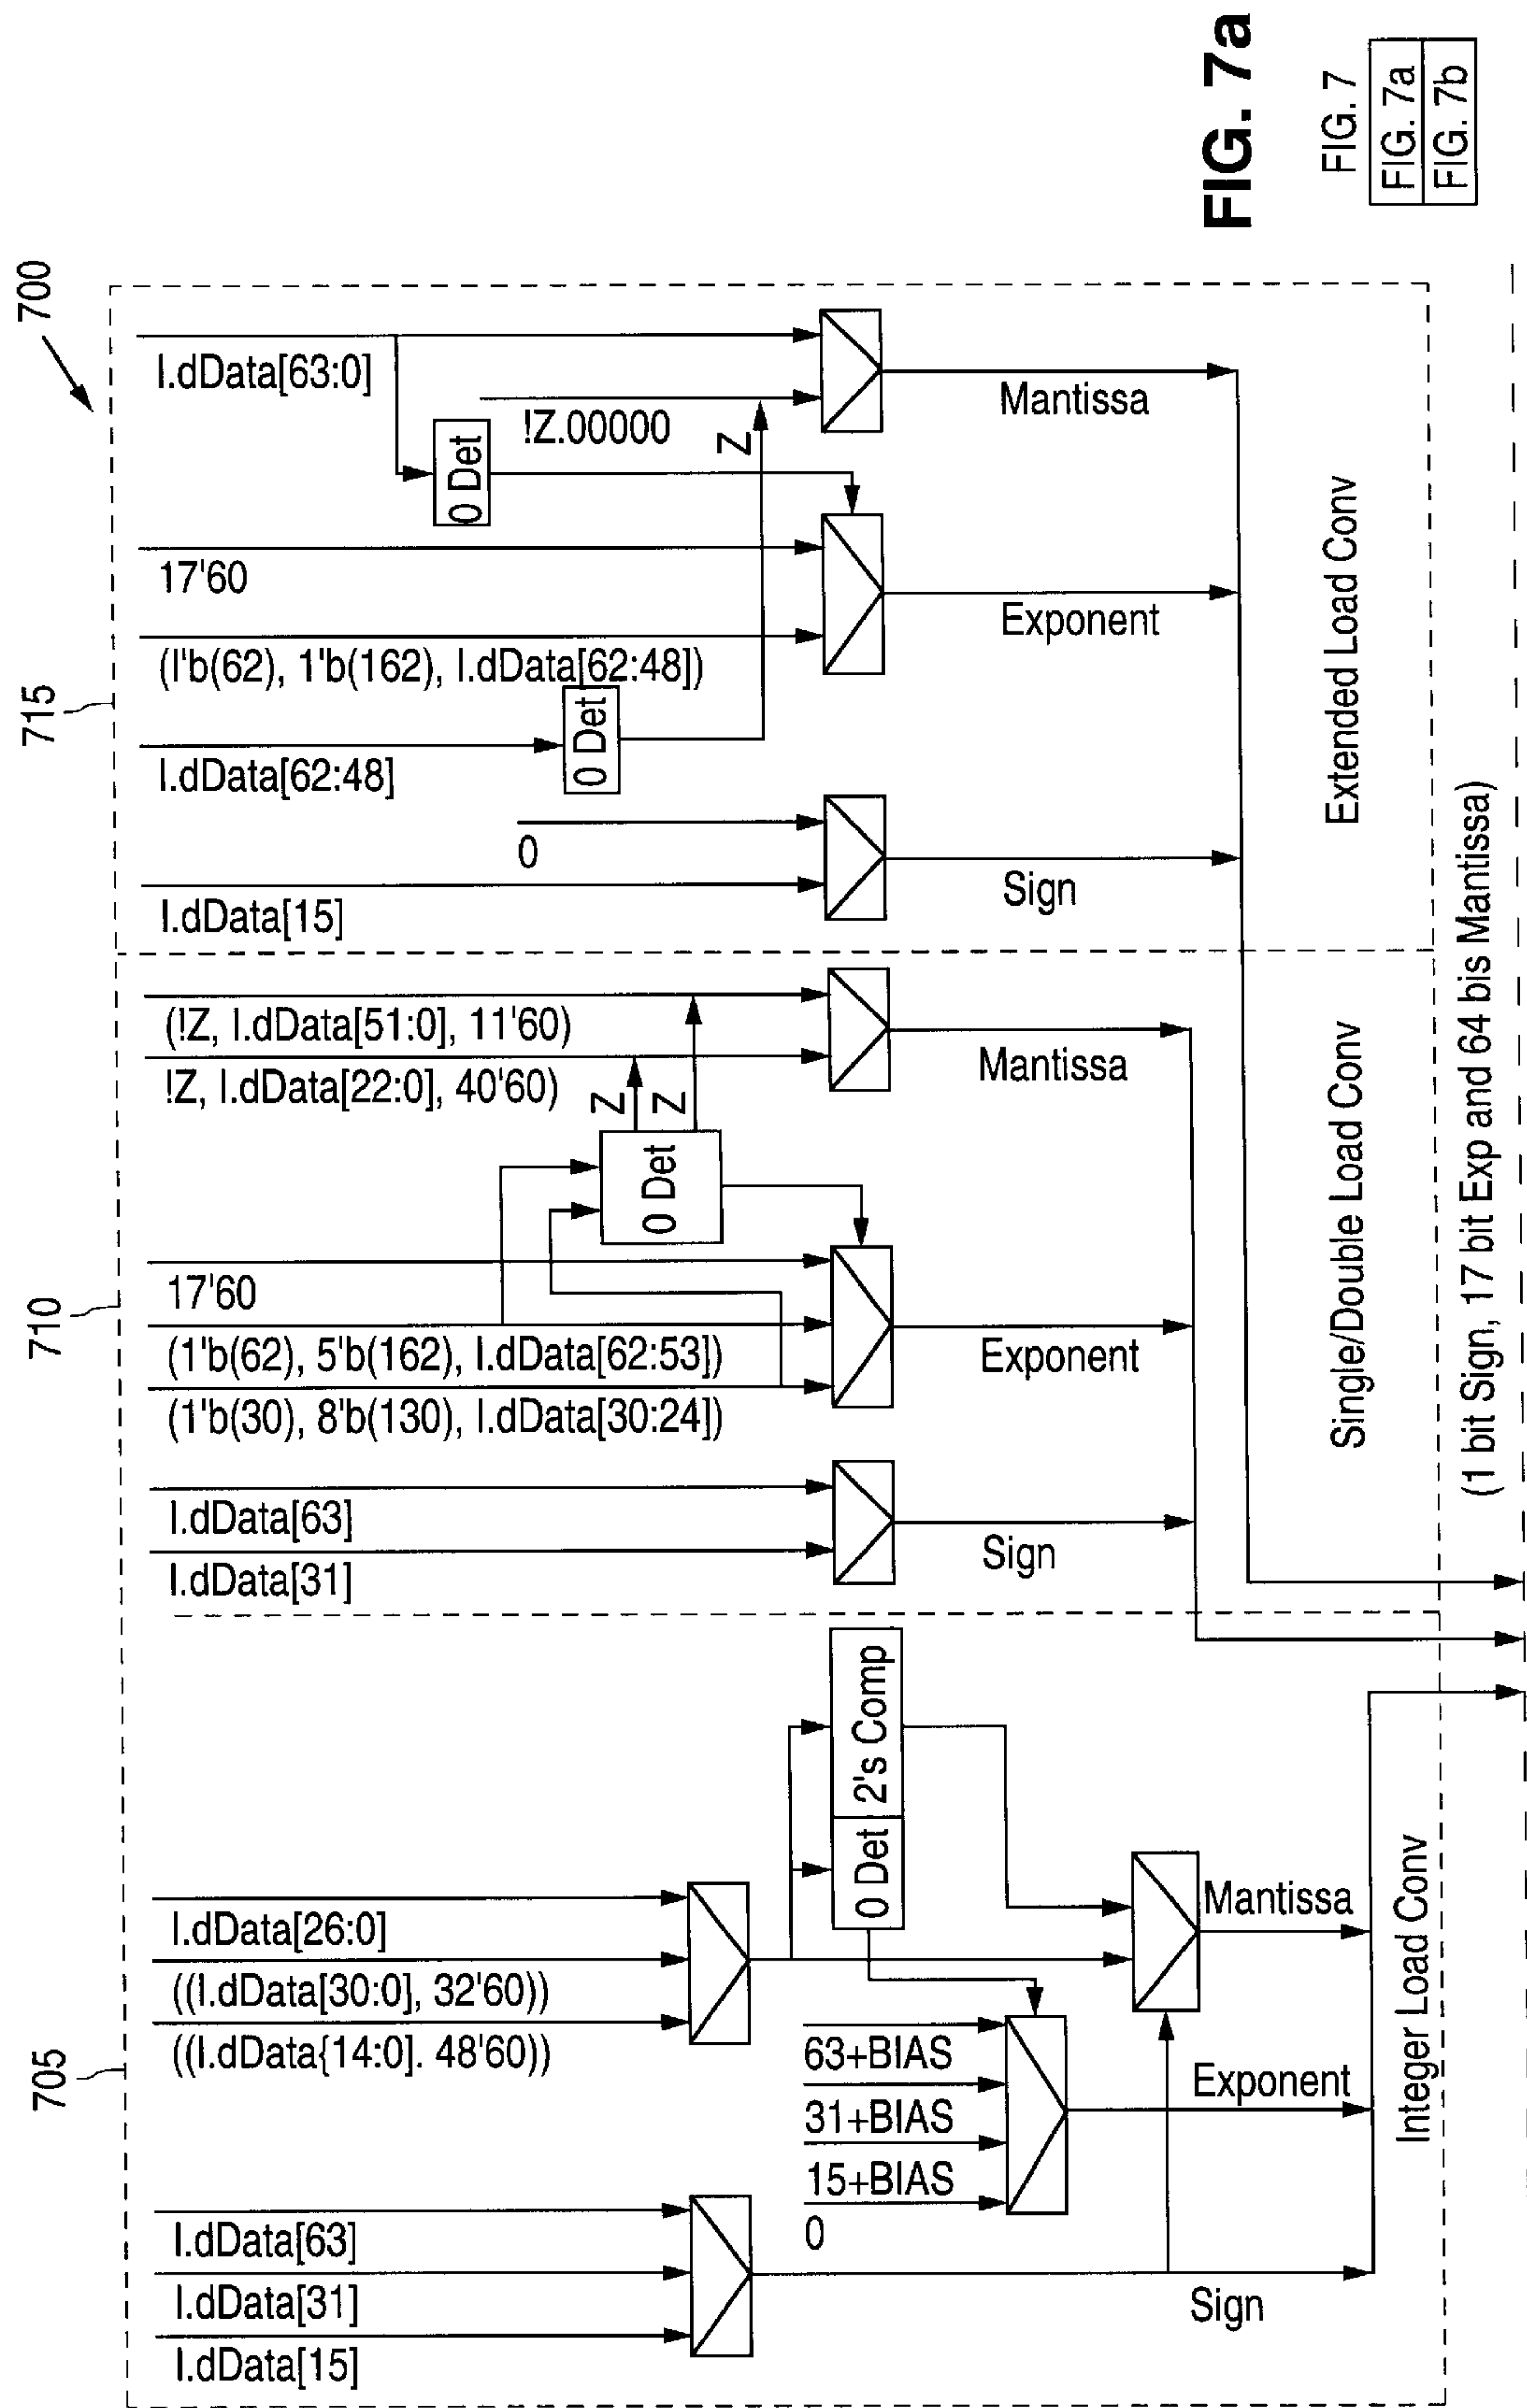 700
705
710
715
I.dData[15]
I.dData[31]
I.dData[63]
((I.dData{14:0]. 48'60))
((I.dData[30:0], 32'60))
I.dData[26:0]
0
15+BIAS
31+BIAS
63+BIAS
0 Det
2's Comp
Sign
Exponent
Mantissa
Integer Load Conv
I.dData[31]
I.dData[63]
(1'b(30), 8'b(130), I.dData[30:24])
(1'b(62), 5'b(162), I.dData[62:53])
17'60
!Z, I.dData[22:0], 40'60)
(!Z, I.dData[51:0], 11'60)
0 Det
Z
Z
Sign
Exponent
Mantissa
Single/Double Load Conv
I.dData[15]
0
I.dData[62:48]
(I'b(62), 1'b(162), I.dData[62:48])
17'60
I.dData[63:0]
0 Det
0 Det
!Z.00000
Z
Sign
Exponent
Mantissa
Extended Load Conv
(1 bit Sign, 17 bit Exp and 64 bis Mantissa)
FIG. 7a
FIG. 7
FIG. 7a
FIG. 7b